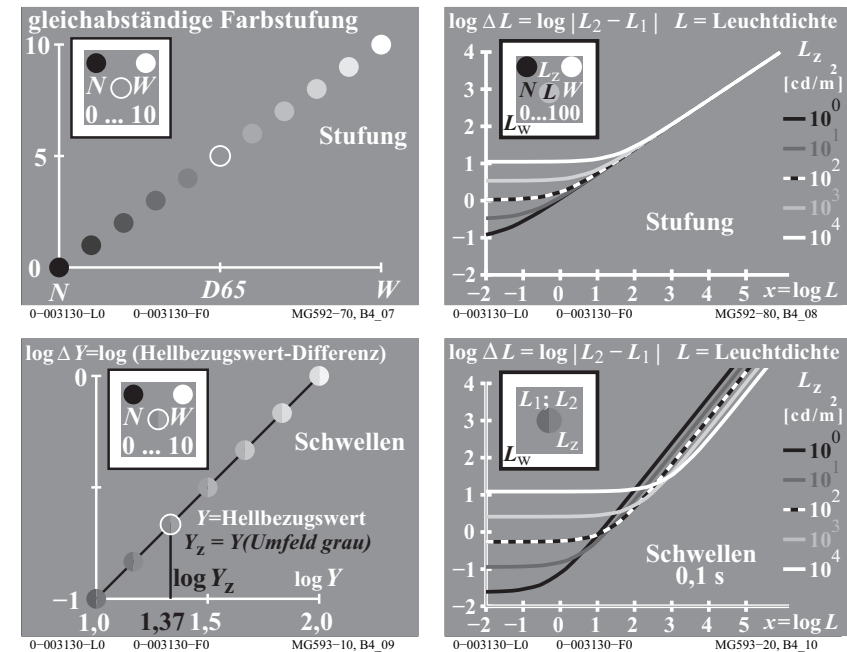 gleichabständige Farbstufung
10
N W
0 ... 10
Stufung
5
0
N D65 W
0−003130−L0 0−003130−F0 MG592−70, B4_07
log Δ L = log | L2 − L1 | L = Leuchtdichte
4
3
2
1
0
−1
−2
Lz
N L W
0...100
Lw
Stufung
Lz
[cd/m2]
10^0
10^1
10^2
10^3
10^4
−2 −1 0 1 2 3 4 5 x = log L
0−003130−L0 0−003130−F0 MG592−80, B4_08
log Δ Y=log (Hellbezugswert-Differenz)
0
N W
0 ... 10
Schwellen
Y=Hellbezugswert
Yz = Y(Umfeld grau)
log Yz log Y
−1
1,0 1,37 1,5 2,0
0−003130−L0 0−003130−F0 MG593−10, B4_09
log Δ L = log | L2 − L1 | L = Leuchtdichte
4
3
2
1
0
−1
−2
L1; L2
Lz
Lw
Schwellen
0,1 s
Lz
[cd/m2]
10^0
10^1
10^2
10^3
10^4
−2 −1 0 1 2 3 4 5 x = log L
0−003130−L0 0−003130−F0 MG593−20, B4_10